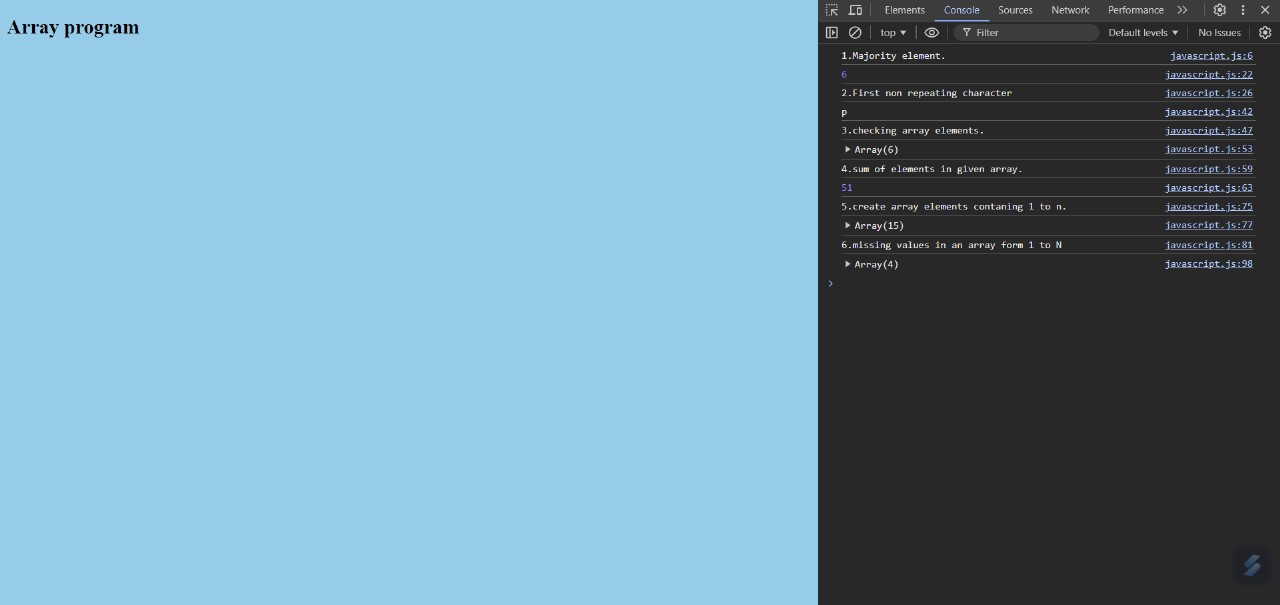 Array program
Elements Console Sources Network Performance
top Filter Default levels No Issues
1.Majority element. javascript.js:6
6 javascript.js:22
2.First non repeating character javascript.js:26
p javascript.js:42
3.checking array elements. javascript.js:47
Array(6) javascript.js:53
4.sum of elements in given array. javascript.js:59
51 javascript.js:63
5.create array elements contaning 1 to n. javascript.js:75
Array(15) javascript.js:77
6.missing values in an array form 1 to N javascript.js:81
Array(4) javascript.js:98